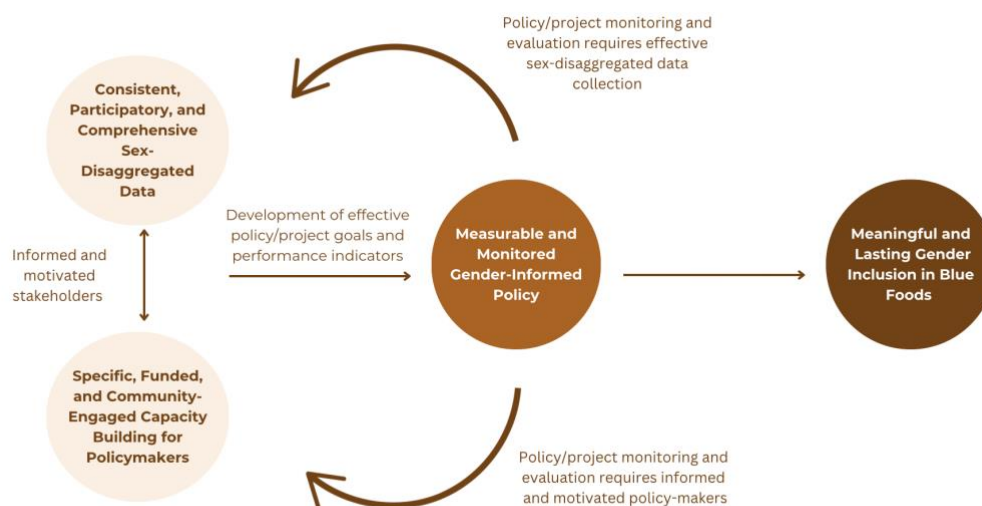 Policy/project monitoring and
evaluation requires effective
sex-disaggregated data
collection
Consistent,
Participatory, and
Comprehensive
Sex-
Disaggregated
Data
Informed and
motivated
stakeholders
Development of effective
policy/project goals and
performance indicators
Measurable and
Monitored
Gender-Informed
Policy
Meaningful and
Lasting Gender
Inclusion in Blue
Foods
Specific, Funded,
and Community-
Engaged Capacity
Building for
Policymakers
Policy/project monitoring and
evaluation requires informed
and motivated policy-makers